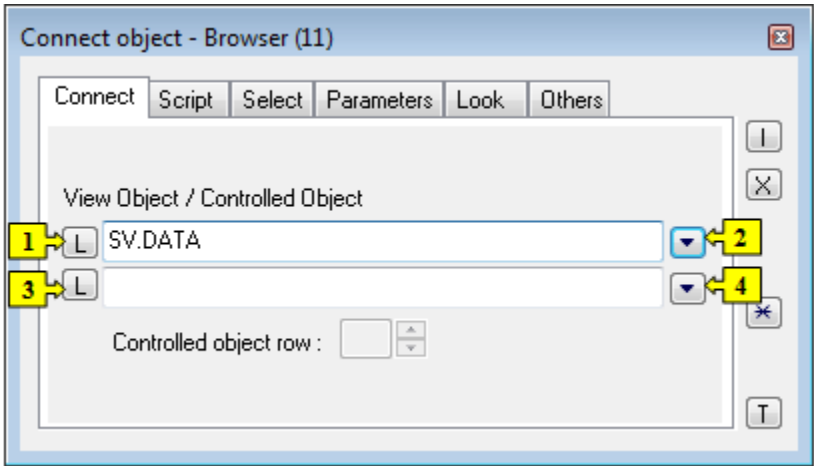 Connect object - Browser (11)
Connect Script Select Parameters Look Others
I
X
View Object / Controlled Object
1 L SV.DATA 2
3 L 4
Controlled object row :
T